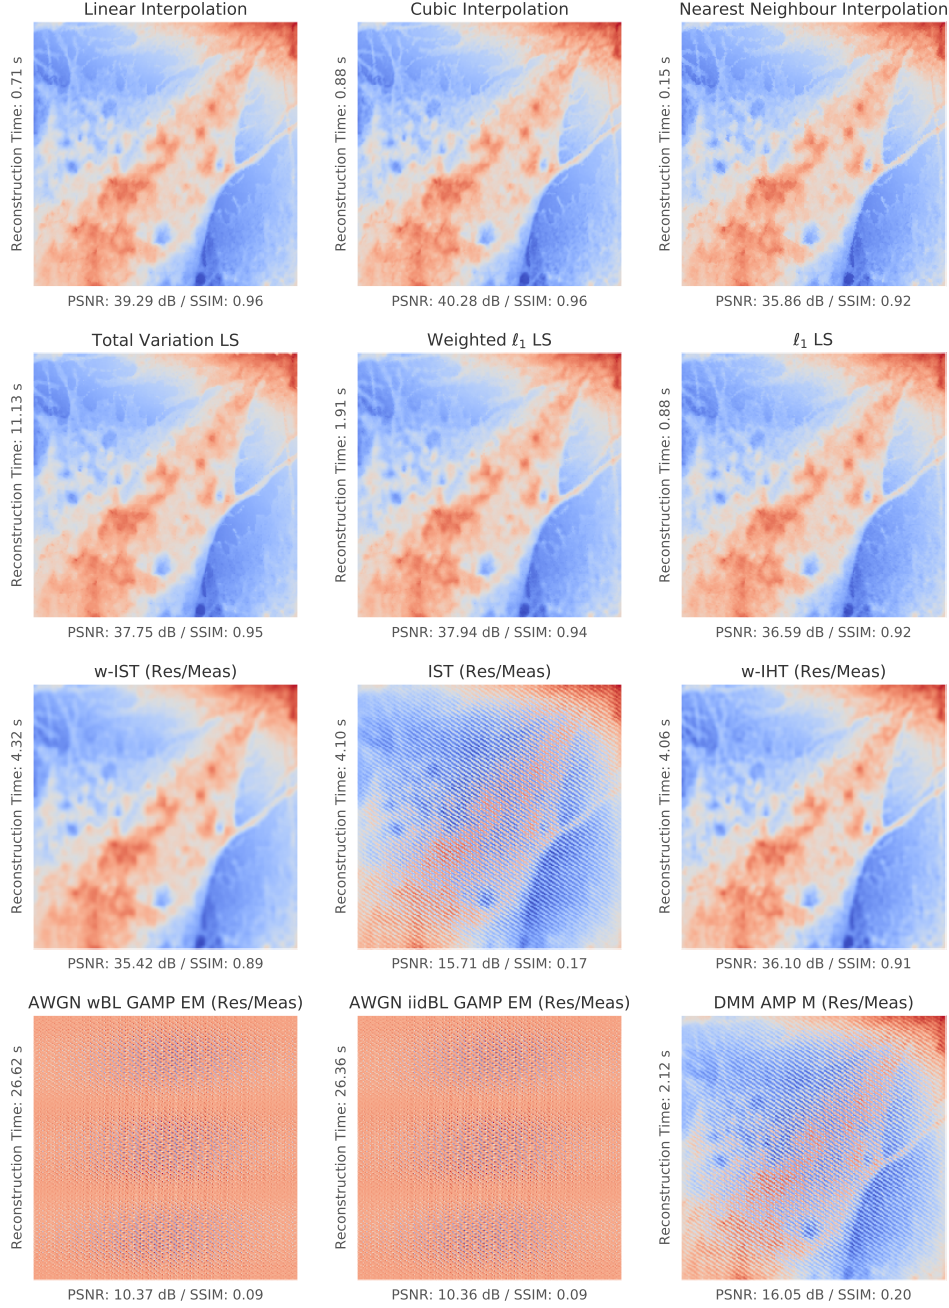 Linear Interpolation
Cubic Interpolation
Nearest Neighbour Interpolation
Reconstruction Time: 0.71 s
Reconstruction Time: 0.88 s
Reconstruction Time: 0.15 s
PSNR: 39.29 dB / SSIM: 0.96
PSNR: 40.28 dB / SSIM: 0.96
PSNR: 35.86 dB / SSIM: 0.92
Total Variation LS
Weighted ℓ₁ LS
ℓ₁ LS
Reconstruction Time: 11.13 s
Reconstruction Time: 1.91 s
Reconstruction Time: 0.88 s
PSNR: 37.75 dB / SSIM: 0.95
PSNR: 37.94 dB / SSIM: 0.94
PSNR: 36.59 dB / SSIM: 0.92
w-IST (Res/Meas)
IST (Res/Meas)
w-IHT (Res/Meas)
Reconstruction Time: 4.32 s
Reconstruction Time: 4.10 s
Reconstruction Time: 4.06 s
PSNR: 35.42 dB / SSIM: 0.89
PSNR: 15.71 dB / SSIM: 0.17
PSNR: 36.10 dB / SSIM: 0.91
AWGN wBL GAMP EM (Res/Meas)
AWGN iidBL GAMP EM (Res/Meas)
DMM AMP M (Res/Meas)
Reconstruction Time: 26.62 s
Reconstruction Time: 26.36 s
Reconstruction Time: 2.12 s
PSNR: 10.37 dB / SSIM: 0.09
PSNR: 10.36 dB / SSIM: 0.09
PSNR: 16.05 dB / SSIM: 0.20